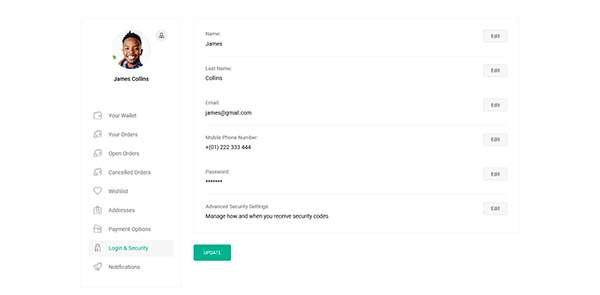 James Collins
Your Wallet
Your Orders
Open Orders
Cancelled Orders
Wishlist
Addresses
Payment Options
Login & Security
Notifications
Name:
James
Edit
Last Name:
Collins
Edit
Email:
james@gmail.com
Edit
Mobile Phone Number:
+(01) 222 333 444
Edit
Password:
•••••••
Edit
Advanced Security Settings:
Manage how and when you receive security codes
Edit
UPDATE